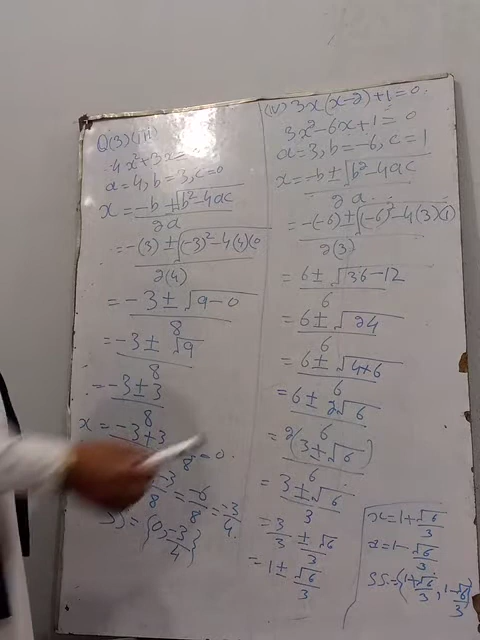 Q(3)(iii)
4x²+3x=
a=4, b=3, c=0
x = -b ± √b²-4ac
2a
= -(3) ± √(-3)²-4(4)(0
2(4)
= -3 ± √9-0
8
= -3 ± √9
8
= -3 ± 3
8
x = -3+3
8 = 0.
-3
8 = -6
8 = -3
4.
SS = {0, -3
4}
(iv) 3x(x-2)+1=0.
3x²-6x+1=0
a=3, b=-6, c=1
x = -b ± √b²-4ac
2a.
= -(-6) ± √(-6)²-4(3)(1)
2(3)
= 6 ± √36-12
6
= 6 ± √24
6
= 6 ± √4×6
6
= 6 ± 2√6
6
= 2(3 ± √6)
6
= 3 ± √6
3
= 3
3 ± √6
3
= 1 ± √6
3
x = 1+√6
3
x = 1-√6
3
SS = {1+√6
3, 1-√6
3}